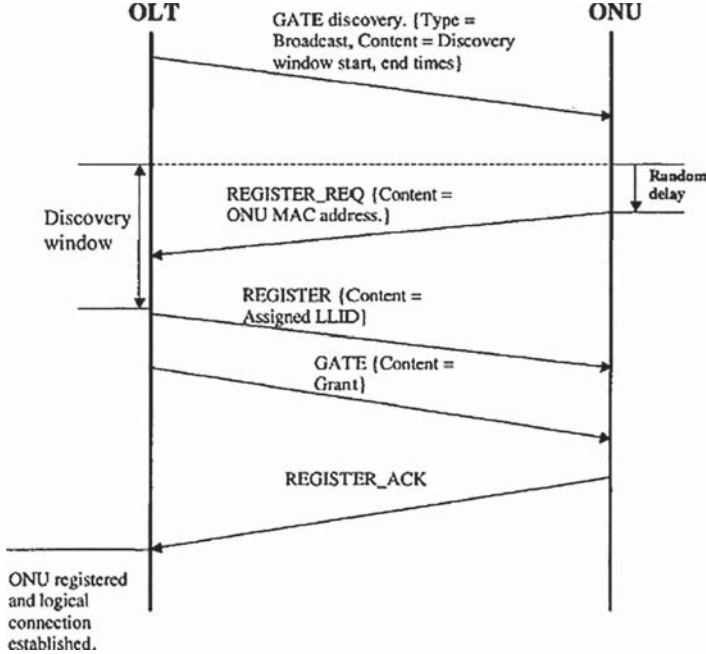 OLT
ONU
GATE discovery. {Type =
Broadcast, Content = Discovery
window start, end times}
Random
delay
REGISTER_REQ {Content =
ONU MAC address.}
Discovery
window
REGISTER {Content =
Assigned LLID}
GATE {Content =
Grant}
REGISTER_ACK
ONU registered
and logical
connection
established.